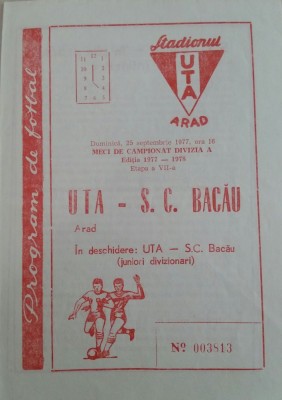 Program de fotbal
Stadionul
UTA
ARAD
Duminică, 25 septembrie 1977, ora 16
MECI DE CAMPIONAT DIVIZIA A
Ediția 1977 — 1978
Etapa a VII-a
UTA — S. C. BACĂU
Arad
În deschidere: UTA — S.C. Bacău
(juniori divizionari)
Nº 003813